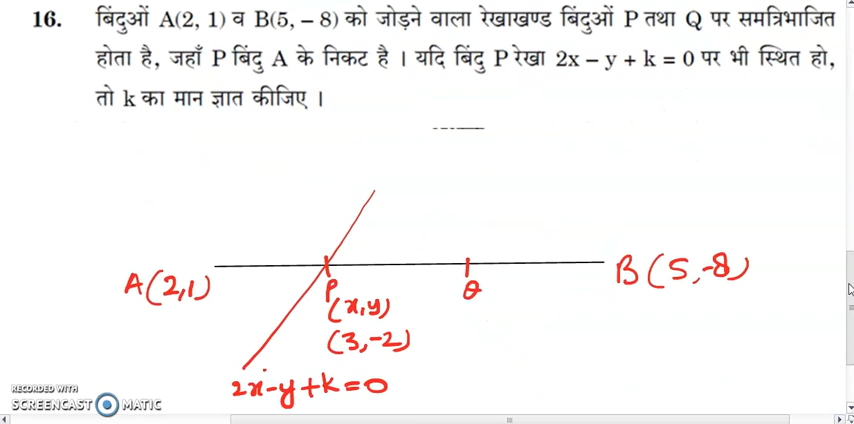 16. बिंदुओं A(2, 1) व B(5, – 8) को जोड़ने वाला रेखाखण्ड बिंदुओं P तथा Q पर समत्रिभाजित
होता है, जहाँ P बिंदु A के निकट है । यदि बिंदु P रेखा 2x – y + k = 0 पर भी स्थित हो,
तो k का मान ज्ञात कीजिए ।
A(2,1)
P
Q
B(5,-8)
(x,y)
(3,-2)
2x-y+k=0
RECORDED WITH
SCREENCAST MATIC